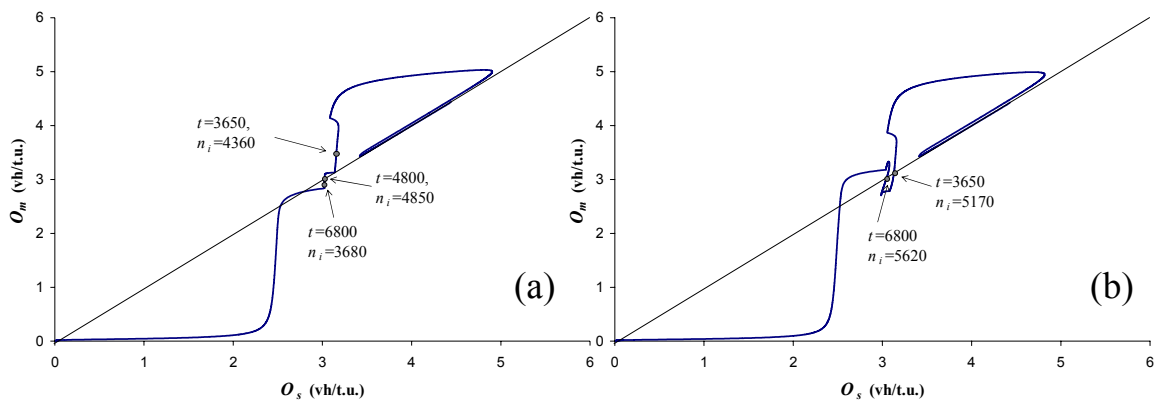 6
5
4
3
2
1
0
O_m (vh/t.u.)
t=3650,
n_i=4360
t=4800,
n_i=4850
t=6800
n_i=3680
(a)
0 1 2 3 4 5 6
O_s (vh/t.u.)
6
5
4
3
2
1
0
O_m (vh/t.u.)
t=3650
n_i=5170
t=6800
n_i=5620
(b)
0 1 2 3 4 5 6
O_s (vh/t.u.)